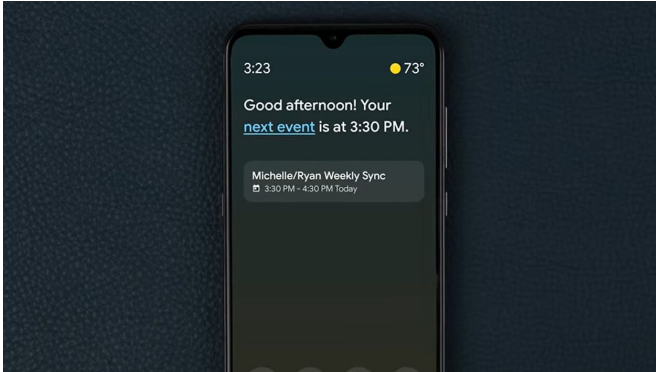 3:23 73°
Good afternoon! Your
next event is at 3:30 PM.
Michelle/Ryan Weekly Sync
3:30 PM – 4:30 PM Today